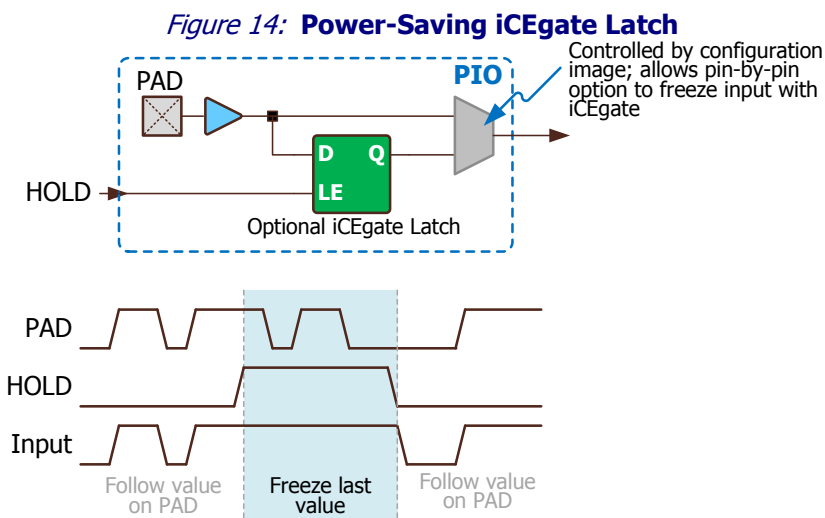 Figure 14: Power-Saving iCEgate Latch
Controlled by configuration
image; allows pin-by-pin
option to freeze input with
iCEgate
PIO
PAD
D Q
HOLD
LE
Optional iCEgate Latch
PAD
HOLD
Input
Follow value
on PAD
Freeze last
value
Follow value
on PAD